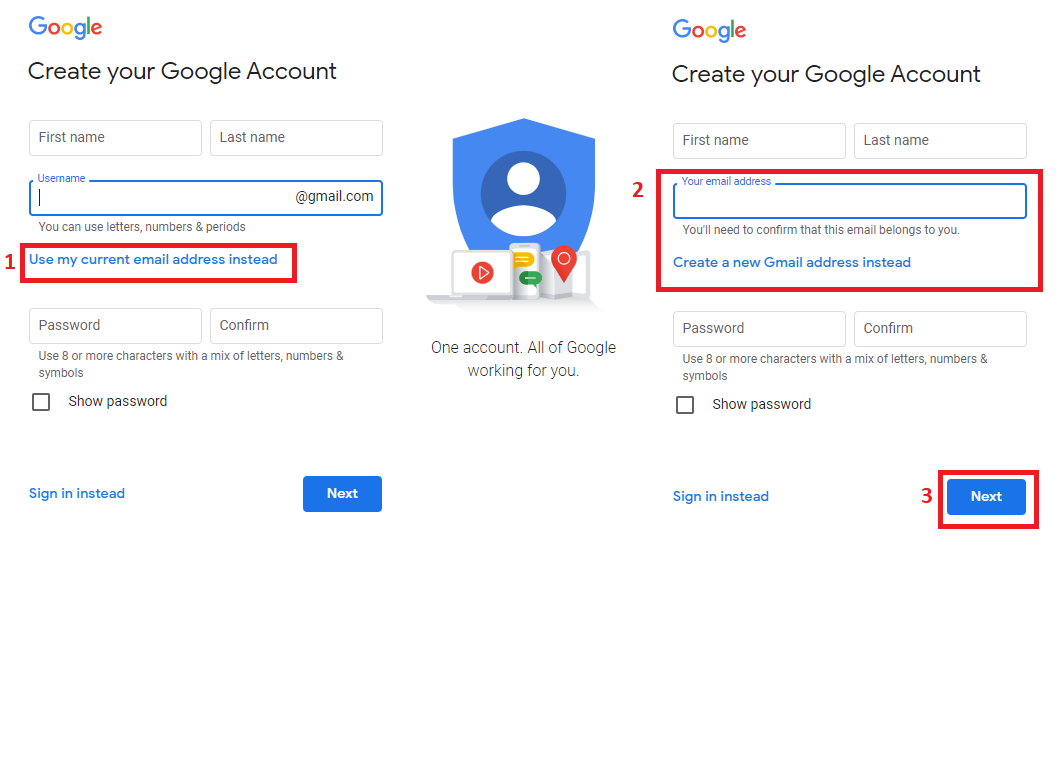 Google
Create your Google Account
First name
Last name
Username
@gmail.com
You can use letters, numbers & periods
1
Use my current email address instead
Password
Confirm
Use 8 or more characters with a mix of letters, numbers &
symbols
Show password
Sign in instead
Next
One account. All of Google
working for you.
Google
Create your Google Account
First name
Last name
2
Your email address
You'll need to confirm that this email belongs to you.
Create a new Gmail address instead
Password
Confirm
Use 8 or more characters with a mix of letters, numbers &
symbols
Show password
Sign in instead
3
Next